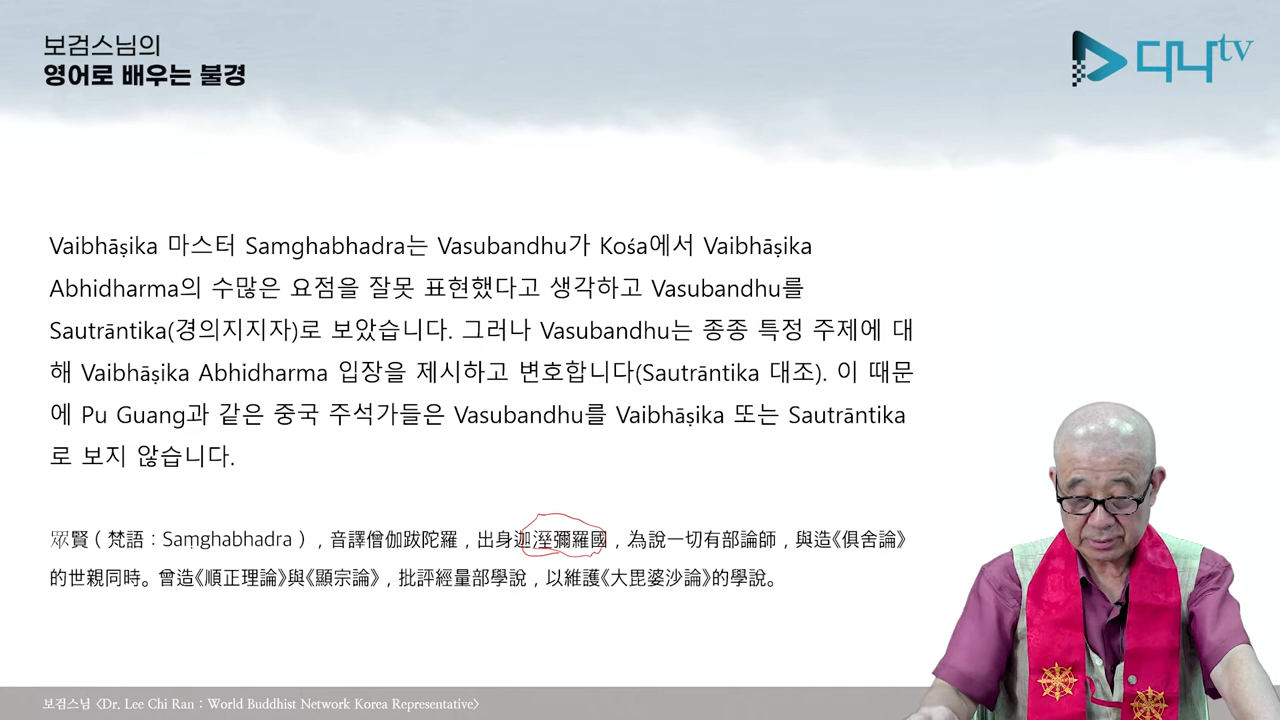 보검스님의
영어로 배우는 불경
디나tv
Vaibhāṣika 마스터 Samghabhadra는 Vasubandhu가 Kośa에서 Vaibhāṣika
Abhidharma의 수많은 요점을 잘못 표현했다고 생각하고 Vasubandhu를
Sautrāntika(경의지지자)로 보았습니다. 그러나 Vasubandhu는 종종 특정 주제에 대
해 Vaibhāṣika Abhidharma 입장을 제시하고 변호합니다(Sautrāntika 대조). 이 때문
에 Pu Guang과 같은 중국 주석가들은 Vasubandhu를 Vaibhāṣika 또는 Sautrāntika
로 보지 않습니다.
眾賢（梵語：Saṃghabhadra），音譯僧伽跋陀羅，出身迦溼彌羅國，為說一切有部論師，與造《俱舍論》
的世親同時。曾造《順正理論》與《顯宗論》，批評經量部學說，以維護《大毘婆沙論》的學說。
보검스님 <Dr. Lee Chi Ran : World Buddhist Network Korea Representative>